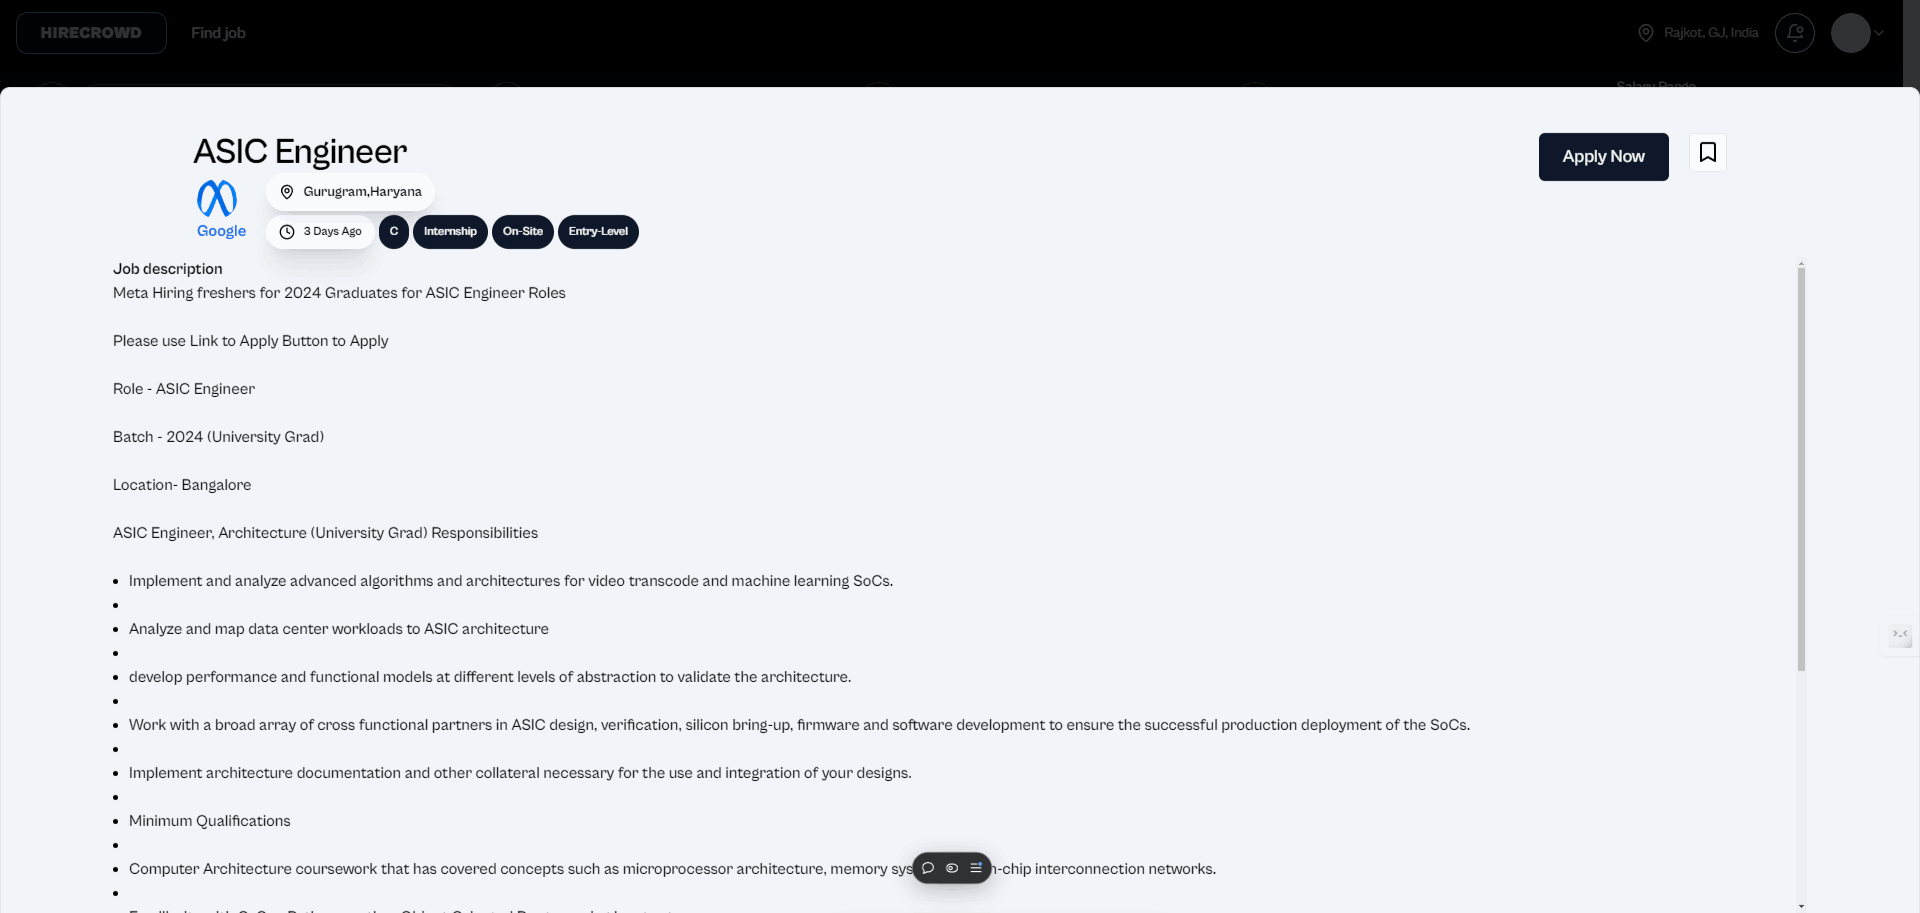 HIRECROWD
Find job
Rajkot, GJ, India
Salary Range
ASIC Engineer
Apply Now
Gurugram,Haryana
Google
3 Days Ago
C
Internship
On-Site
Entry-Level
Job description
Meta Hiring freshers for 2024 Graduates for ASIC Engineer Roles
Please use Link to Apply Button to Apply
Role - ASIC Engineer
Batch - 2024 (University Grad)
Location- Bangalore
ASIC Engineer, Architecture (University Grad) Responsibilities
Implement and analyze advanced algorithms and architectures for video transcode and machine learning SoCs.
Analyze and map data center workloads to ASIC architecture
develop performance and functional models at different levels of abstraction to validate the architecture.
Work with a broad array of cross functional partners in ASIC design, verification, silicon bring-up, firmware and software development to ensure the successful production deployment of the SoCs.
Implement architecture documentation and other collateral necessary for the use and integration of your designs.
Minimum Qualifications
Computer Architecture coursework that has covered concepts such as microprocessor architecture, memory -chip interconnection networks.